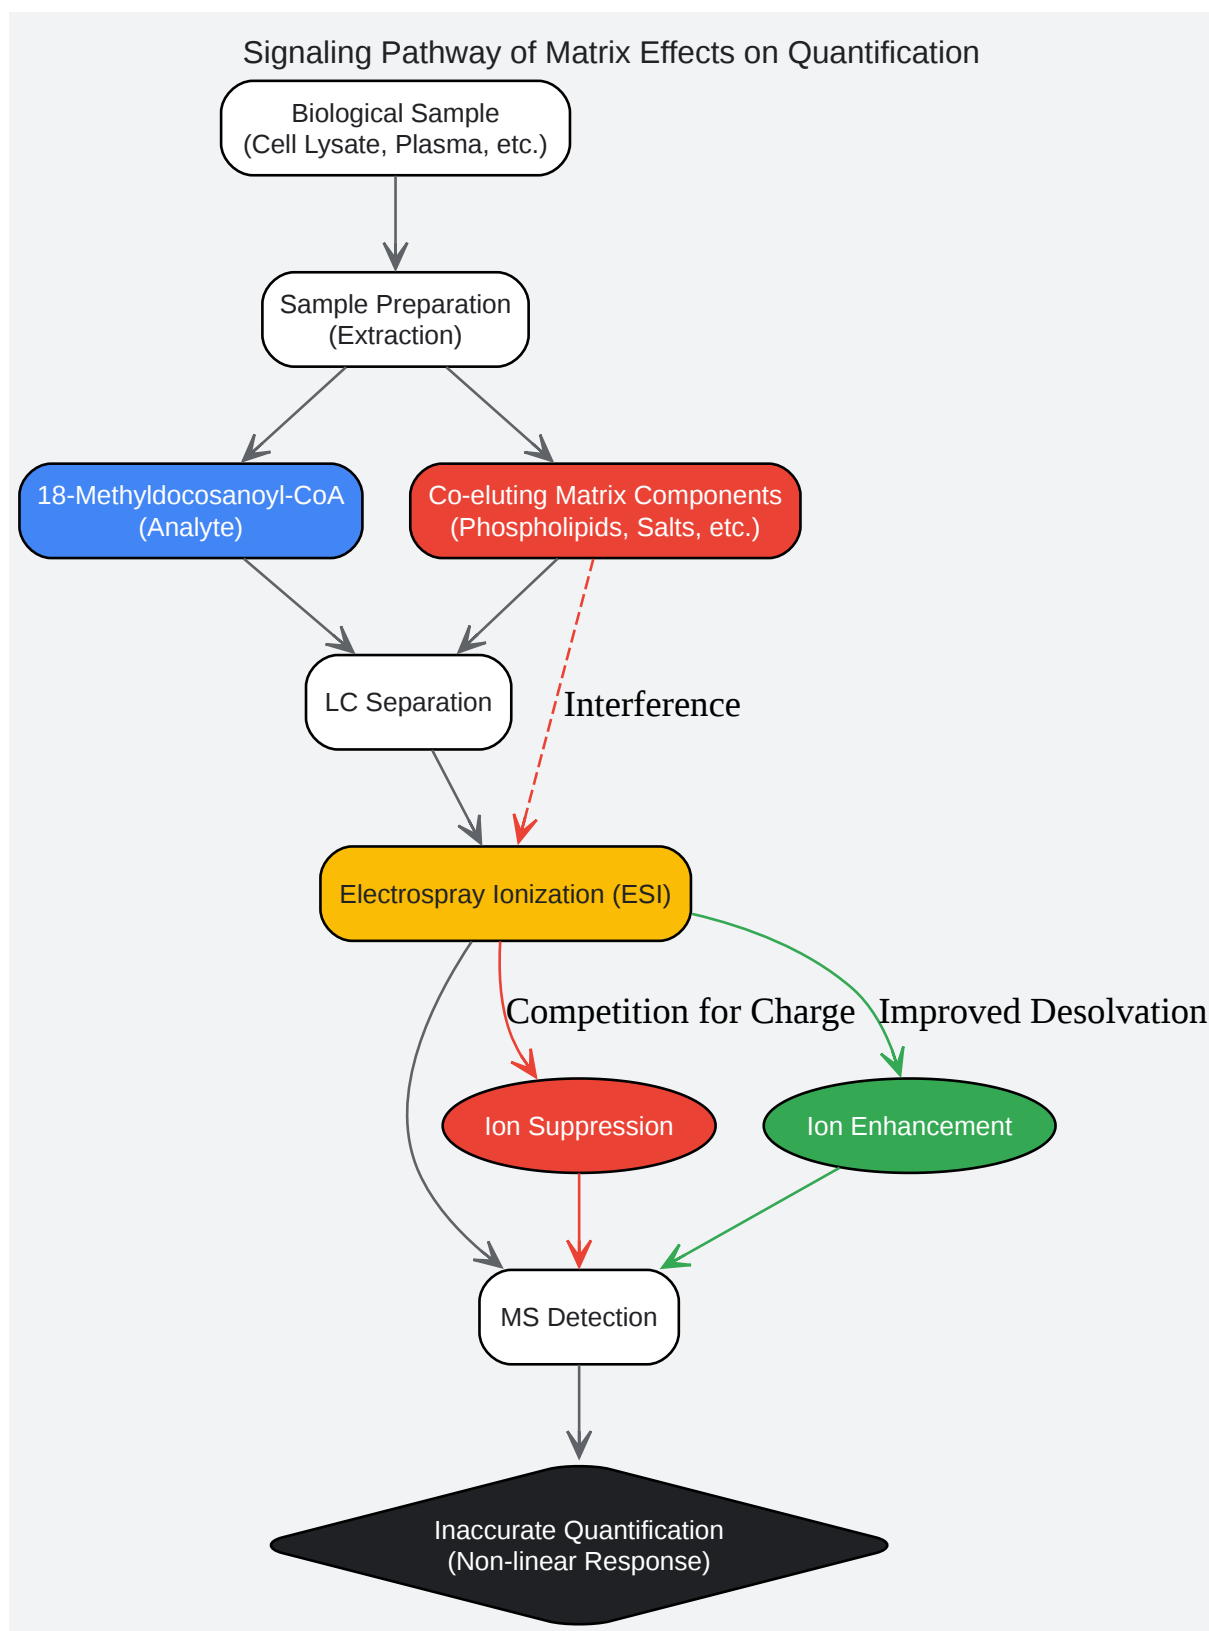 Signaling Pathway of Matrix Effects on Quantification
Biological Sample
(Cell Lysate, Plasma, etc.)
Sample Preparation
(Extraction)
18-Methyldocosanoyl-CoA
(Analyte)
Co-eluting Matrix Components
(Phospholipids, Salts, etc.)
LC Separation
Interference
Electrospray Ionization (ESI)
Competition for Charge
Improved Desolvation
Ion Suppression
Ion Enhancement
MS Detection
Inaccurate Quantification
(Non-linear Response)